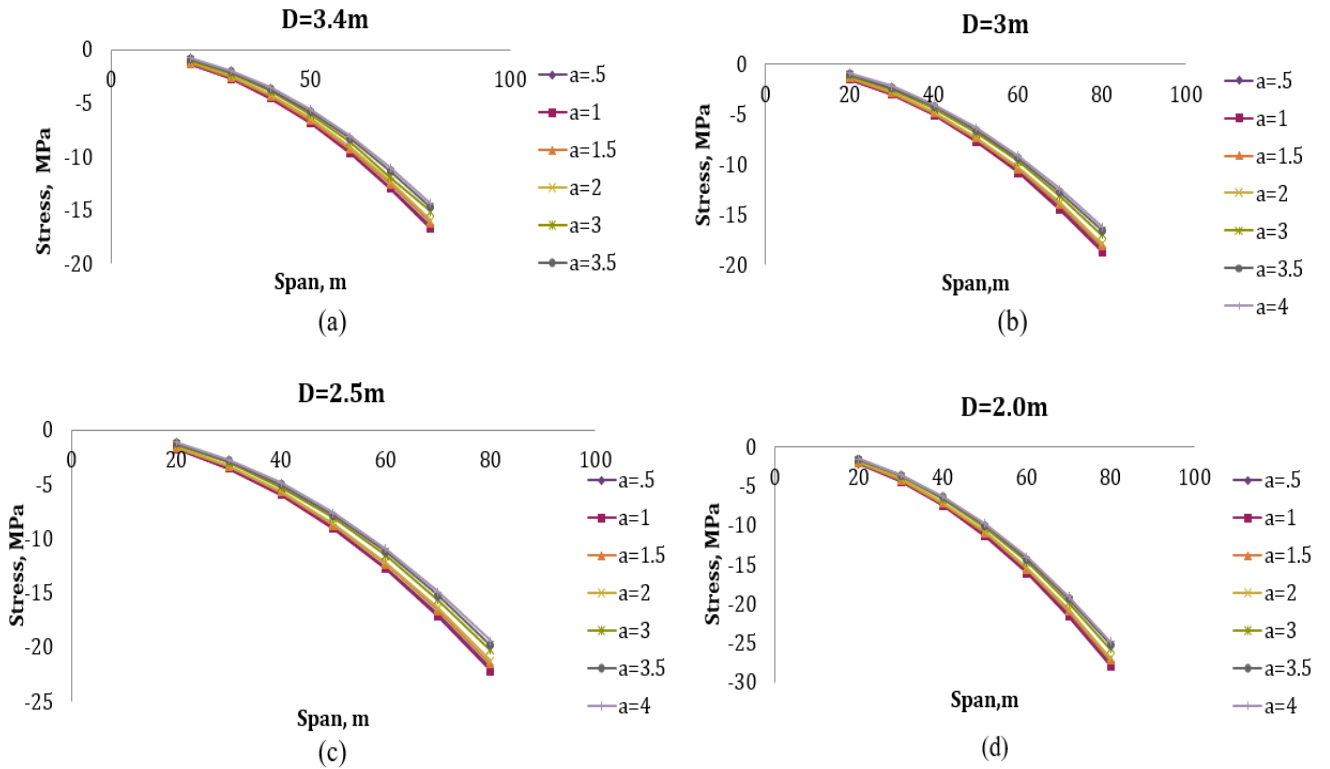 D=3.4m
0
-5
-10
-15
-20
0
50
100
Stress, MPa
Span, m
a=.5
a=1
a=1.5
a=2
a=3
a=3.5
(a)
D=3m
0
-5
-10
-15
-20
0
20
40
60
80
100
Stress, MPa
Span,m
a=.5
a=1
a=1.5
a=2
a=3
a=3.5
a=4
(b)
D=2.5m
0
-5
-10
-15
-20
-25
0
20
40
60
80
100
Stress, MPa
Span, m
a=.5
a=1
a=1.5
a=2
a=3
a=3.5
a=4
(c)
D=2.0m
0
-5
-10
-15
-20
-25
-30
0
20
40
60
80
100
Stress, MPa
Span,m
a=.5
a=1
a=1.5
a=2
a=3
a=3.5
a=4
(d)